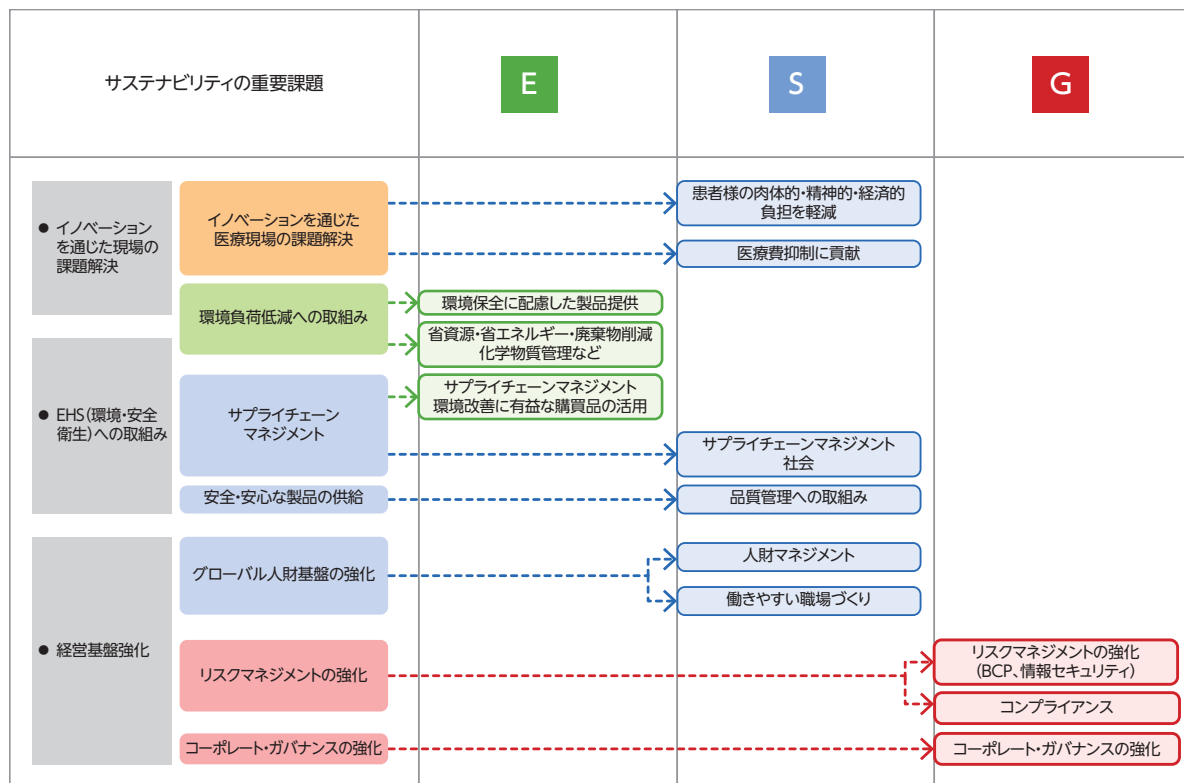 サステナビリティの重要課題
E
S
G
● イノベーション
を通じた現場の
課題解決
イノベーションを通じた
医療現場の課題解決
患者様の肉体的・精神的・経済的
負担を軽減
医療費抑制に貢献
環境負荷低減への取組み
環境保全に配慮した製品提供
省資源・省エネルギー・廃棄物削減
化学物質管理など
● EHS(環境・安全
衛生)への取組み
サプライチェーン
マネジメント
サプライチェーンマネジメント
環境改善に有益な購買品の活用
サプライチェーンマネジメント
社会
安全・安心な製品の供給
品質管理への取組み
● 経営基盤強化
グローバル人財基盤の強化
人財マネジメント
働きやすい職場づくり
リスクマネジメントの強化
リスクマネジメントの強化
(BCP、情報セキュリティ)
コンプライアンス
コーポレート・ガバナンスの強化
コーポレート・ガバナンスの強化